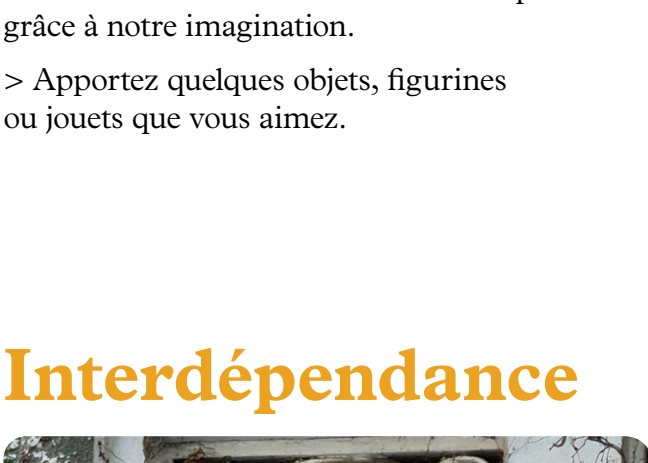 grâce à notre imagination.
> Apportez quelques objets, figurines
ou jouets que vous aimez.
Interdépendance